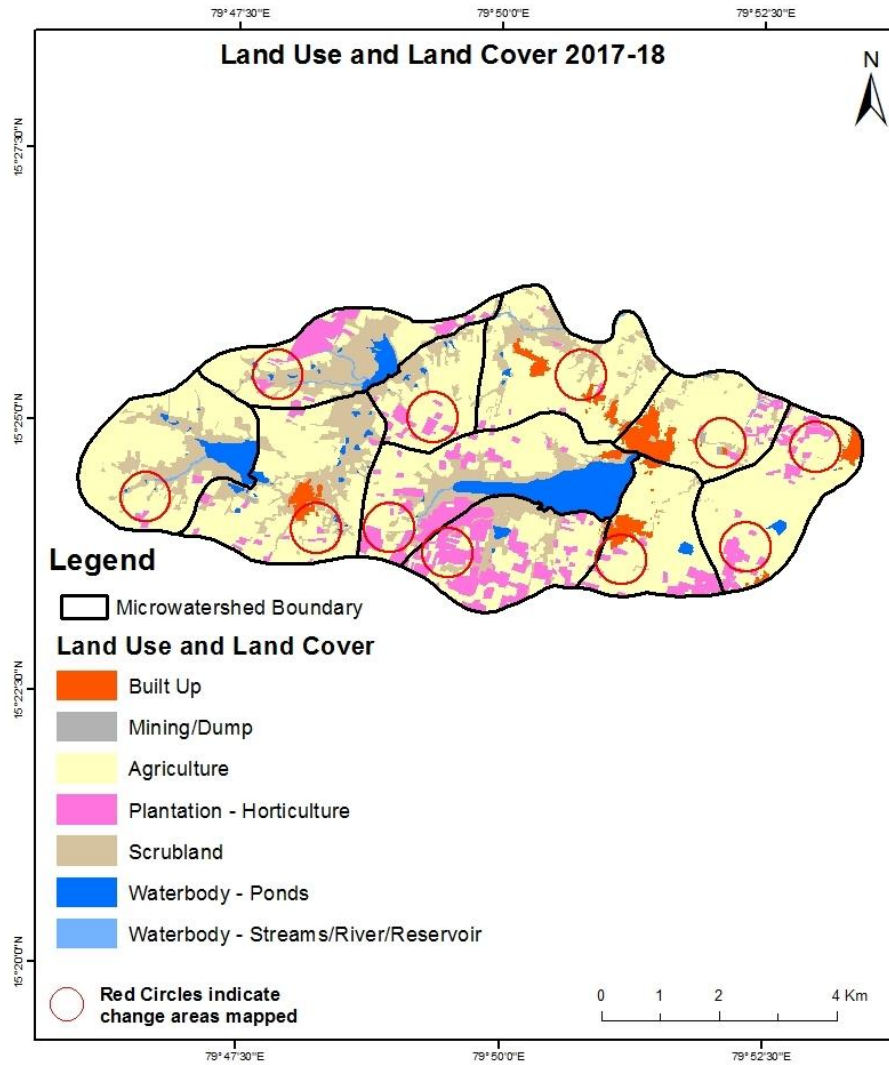 79°47'30"E 79°50'0"E 79°52'30"E
Land Use and Land Cover 2017-18
N
15°27'30"N
15°25'0"N
15°22'30"N
15°20'0"N
Legend
Microwatershed Boundary
Land Use and Land Cover
Built Up
Mining/Dump
Agriculture
Plantation - Horticulture
Scrubland
Waterbody - Ponds
Waterbody - Streams/River/Reservoir
Red Circles indicate
change areas mapped
0 1 2 4 Km
79°47'30"E 79°50'0"E 79°52'30"E